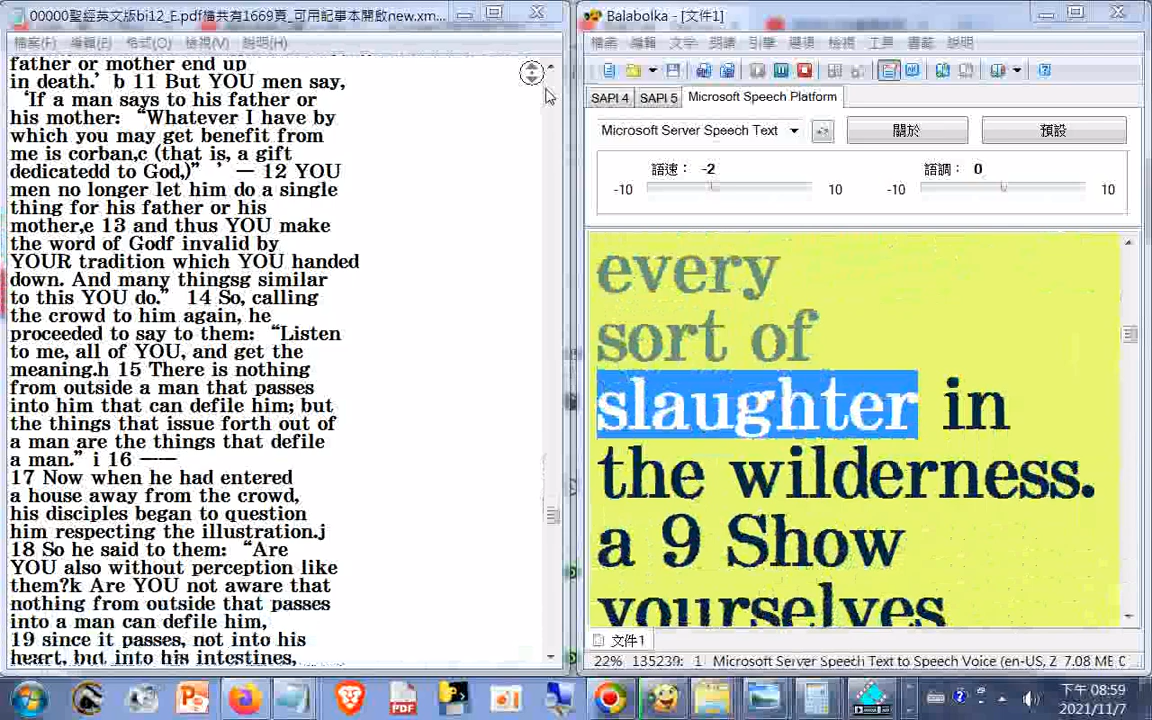 00000聖經英文版bi12_E.pdf檔共有1669頁_可用記事本開啟new.xm...
檔案(F) 編輯(E) 格式(O) 檢視(V) 說明(H)
father or mother end up
in death.’ b 11 But YOU men say,
‘If a man says to his father or
his mother: “Whatever I have by
which you may get benefit from
me is corban,c (that is, a gift
dedicatedd to God,)” ’ — 12 YOU
men no longer let him do a single
thing for his father or his
mother,e 13 and thus YOU make
the word of Godf invalid by
YOUR tradition which YOU handed
down. And many thingsg similar
to this YOU do.” 14 So, calling
the crowd to him again, he
proceeded to say to them: “Listen
to me, all of YOU, and get the
meaning.h 15 There is nothing
from outside a man that passes
into him that can defile him; but
the things that issue forth out of
a man are the things that defile
a man.” i 16 ——
17 Now when he had entered
a house away from the crowd,
his disciples began to question
him respecting the illustration.j
18 So he said to them: “Are
YOU also without perception like
them?k Are YOU not aware that
nothing from outside that passes
into a man can defile him,
19 since it passes, not into his
heart, but into his intestines,
Balabolka - [文件1]
檔案 編輯 文字 朗讀 引擎 選項 檢視 工具 書籤 說明
SAPI 4 SAPI 5 Microsoft Speech Platform
Microsoft Server Speech Text 關於 預設
語速： -2 語調： 0
-10 10 -10 10
every
sort of
slaughter in
the wilderness.
a 9 Show
yourselves
文件1
22% 135239: 1 Microsoft Server Speech Text to Speech Voice (en-US, Z 7.08 MB
PDF
下午 08:59
2021/11/7